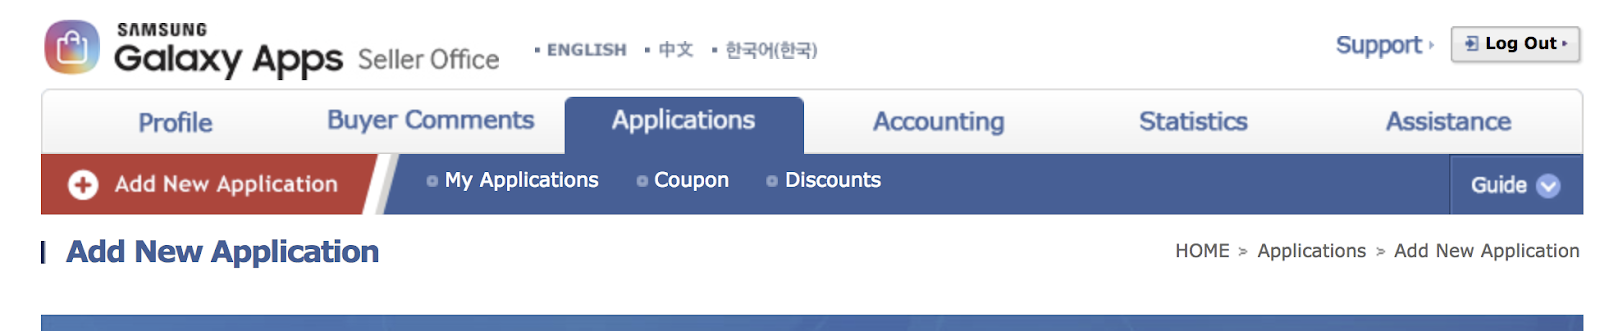 SAMSUNG
Galaxy Apps Seller Office
ENGLISH 中文 한국어(한국)
Support Log Out
Profile Buyer Comments Applications Accounting Statistics Assistance
Add New Application My Applications Coupon Discounts Guide
Add New Application
HOME > Applications > Add New Application